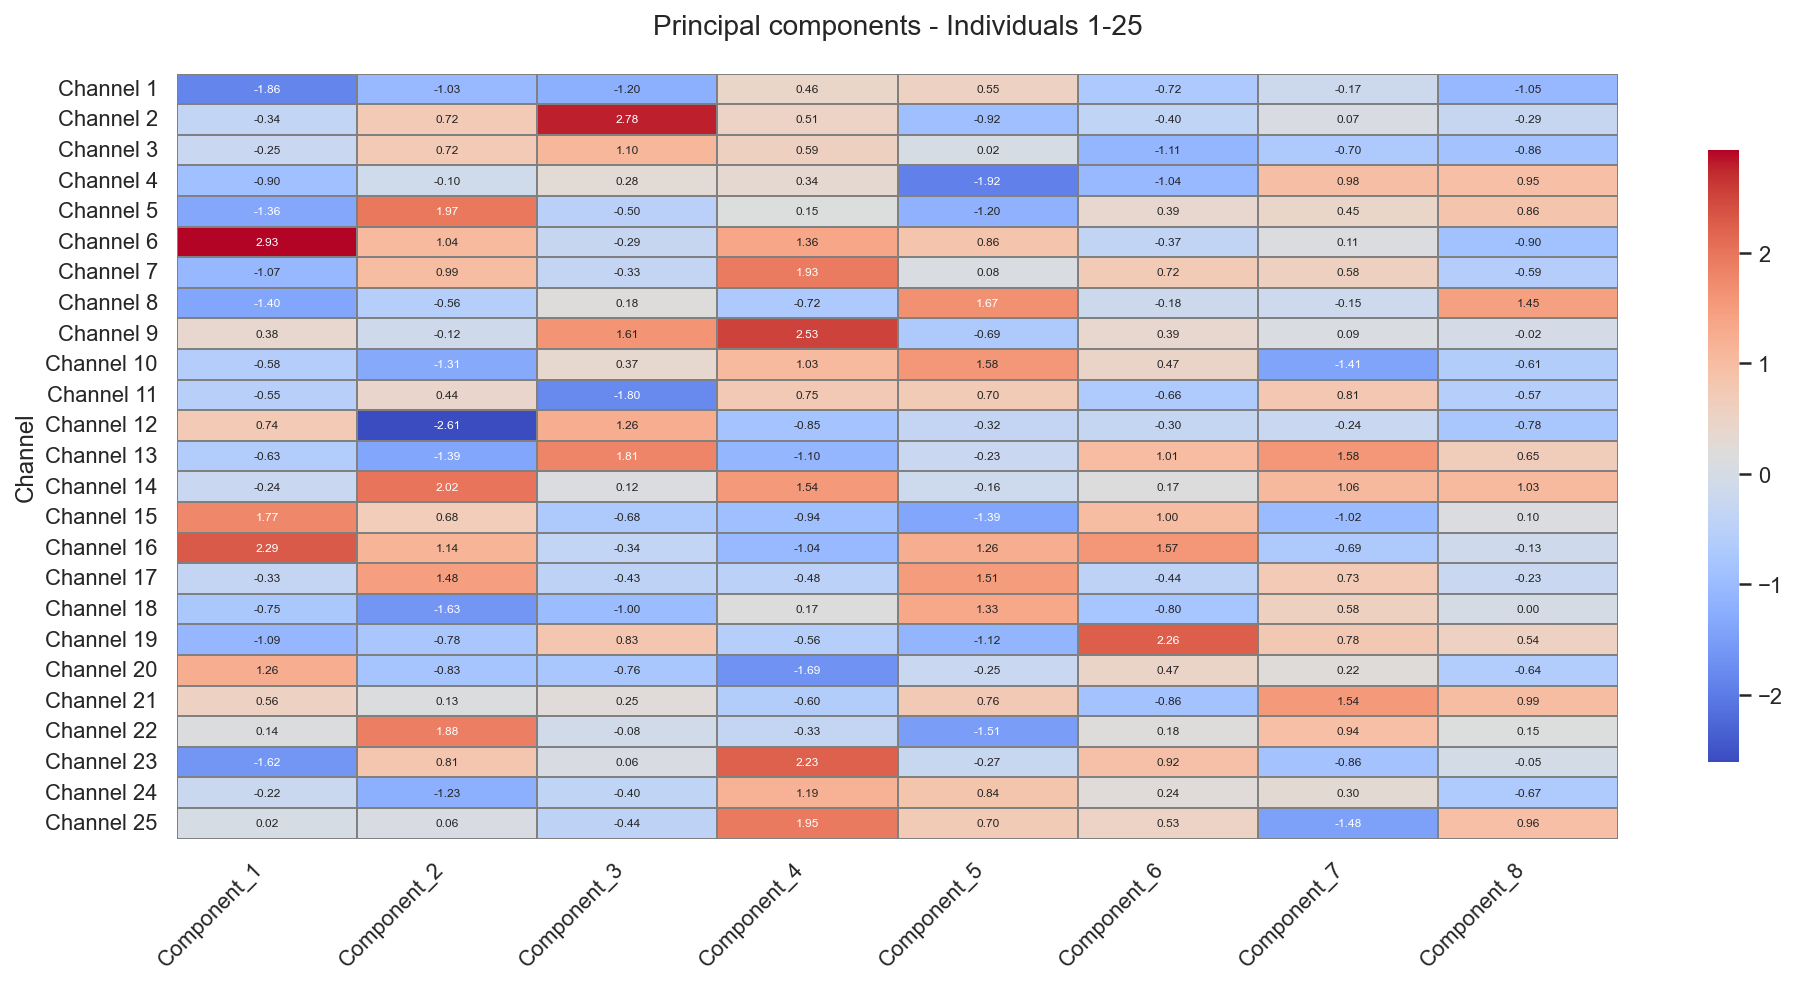 Principal components - Individuals 1-25
Channel
Channel 1 -1.86 -1.03 -1.20 0.46 0.55 -0.72 -0.17 -1.05
Channel 2 -0.34 0.72 2.78 0.51 -0.92 -0.40 0.07 -0.29
Channel 3 -0.25 0.72 1.10 0.59 0.02 -1.11 -0.70 -0.86
Channel 4 -0.90 -0.10 0.28 0.34 -1.92 -1.04 0.98 0.95
Channel 5 -1.36 1.97 -0.50 0.15 -1.20 0.39 0.45 0.86
Channel 6 2.93 1.04 -0.29 1.36 0.86 -0.37 0.11 -0.90
Channel 7 -1.07 0.99 -0.33 1.93 0.08 0.72 0.58 -0.59
Channel 8 -1.40 -0.56 0.18 -0.72 1.67 -0.18 -0.15 1.45
Channel 9 0.38 -0.12 1.61 2.53 -0.69 0.39 0.09 -0.02
Channel 10 -0.58 -1.31 0.37 1.03 1.58 0.47 -1.41 -0.61
Channel 11 -0.55 0.44 -1.80 0.75 0.70 -0.66 0.81 -0.57
Channel 12 0.74 -2.61 1.26 -0.85 -0.32 -0.30 -0.24 -0.78
Channel 13 -0.63 -1.39 1.81 -1.10 -0.23 1.01 1.58 0.65
Channel 14 -0.24 2.02 0.12 1.54 -0.16 0.17 1.06 1.03
Channel 15 1.77 0.68 -0.68 -0.94 -1.39 1.00 -1.02 0.10
Channel 16 2.29 1.14 -0.34 -1.04 1.26 1.57 -0.69 -0.13
Channel 17 -0.33 1.48 -0.43 -0.48 1.51 -0.44 0.73 -0.23
Channel 18 -0.75 -1.63 -1.00 0.17 1.33 -0.80 0.58 0.00
Channel 19 -1.09 -0.78 0.83 -0.56 -1.12 2.26 0.78 0.54
Channel 20 1.26 -0.83 -0.76 -1.69 -0.25 0.47 0.22 -0.64
Channel 21 0.56 0.13 0.25 -0.60 0.76 -0.86 1.54 0.99
Channel 22 0.14 1.88 -0.08 -0.33 -1.51 0.18 0.94 0.15
Channel 23 -1.62 0.81 0.06 2.23 -0.27 0.92 -0.86 -0.05
Channel 24 -0.22 -1.23 -0.40 1.19 0.84 0.24 0.30 -0.67
Channel 25 0.02 0.06 -0.44 1.95 0.70 0.53 -1.48 0.96
Component_1 Component_2 Component_3 Component_4 Component_5 Component_6 Component_7 Component_8
2
1
0
−1
−2